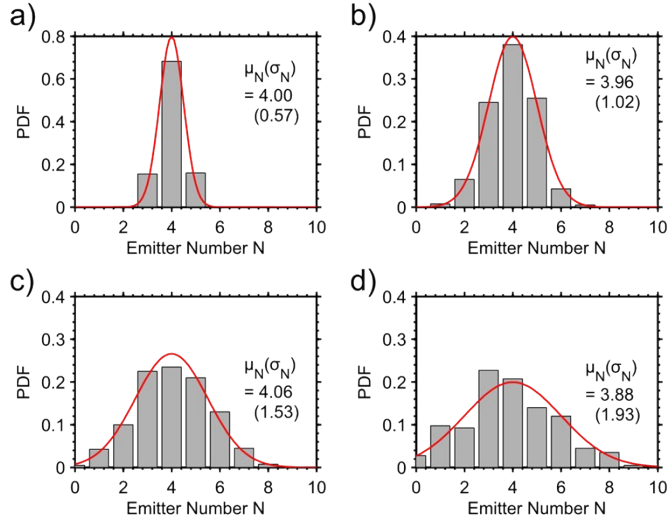 a)
0.8
0.6
0.4
0.2
0
PDF
μN(σN)
= 4.00
(0.57)
0 2 4 6 8 10
Emitter Number N
b)
0.4
0.3
0.2
0.1
0
PDF
μN(σN)
= 3.96
(1.02)
0 2 4 6 8 10
Emitter Number N
c)
0.4
0.3
0.2
0.1
0
PDF
μN(σN)
= 4.06
(1.53)
0 2 4 6 8 10
Emitter Number N
d)
0.4
0.3
0.2
0.1
0
PDF
μN(σN)
= 3.88
(1.93)
0 2 4 6 8 10
Emitter Number N